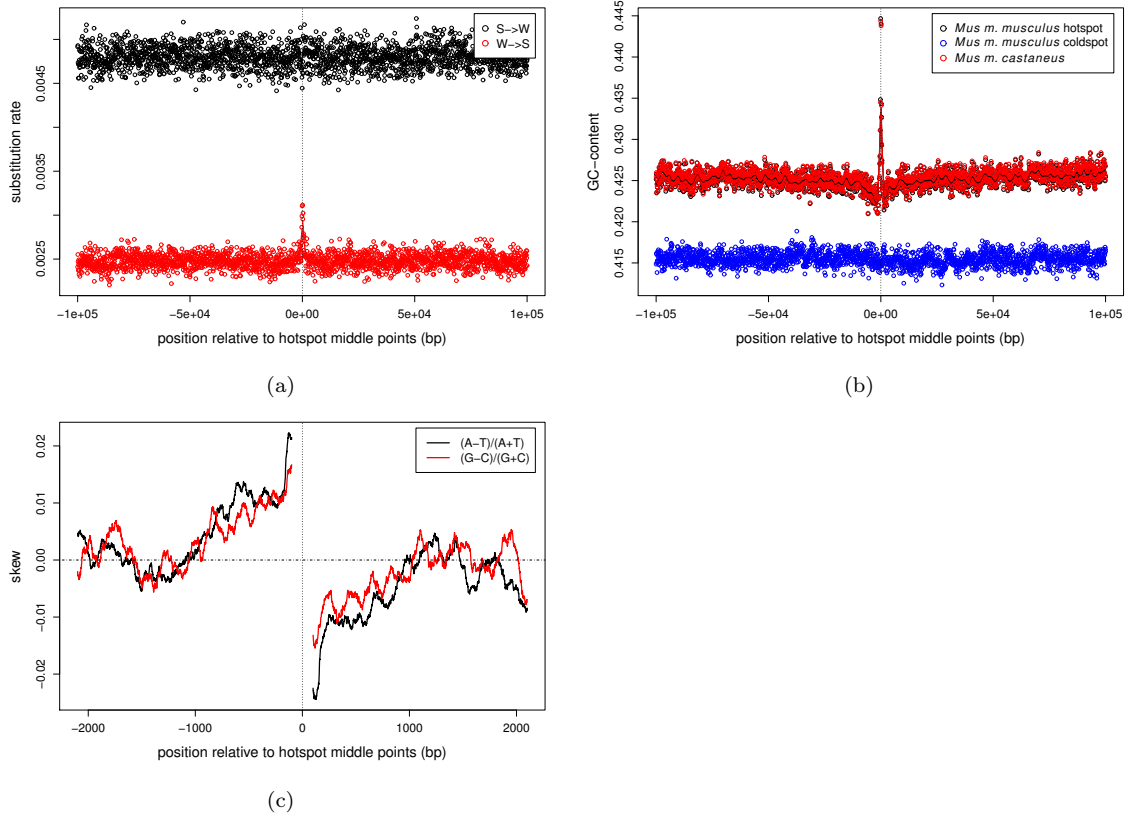 S−>W
W−>S
substitution rate
0.0045
0.0035
0.0025
−1e+05
−5e+04
0e+00
5e+04
1e+05
position relative to hotspot middle points (bp)
(a)
Mus m. musculus hotspot
Mus m. musculus coldspot
Mus m. castaneus
GC−content
0.445
0.435
0.430
0.425
0.420
0.415
−1e+05
−5e+04
0e+00
5e+04
1e+05
position relative to hotspot middle points (bp)
(b)
(A−T)/(A+T)
(G−C)/(G+C)
skew
0.02
0.01
0.00
−0.01
−0.02
−2000
−1000
0
1000
2000
position relative to hotspot middle points (bp)
(c)